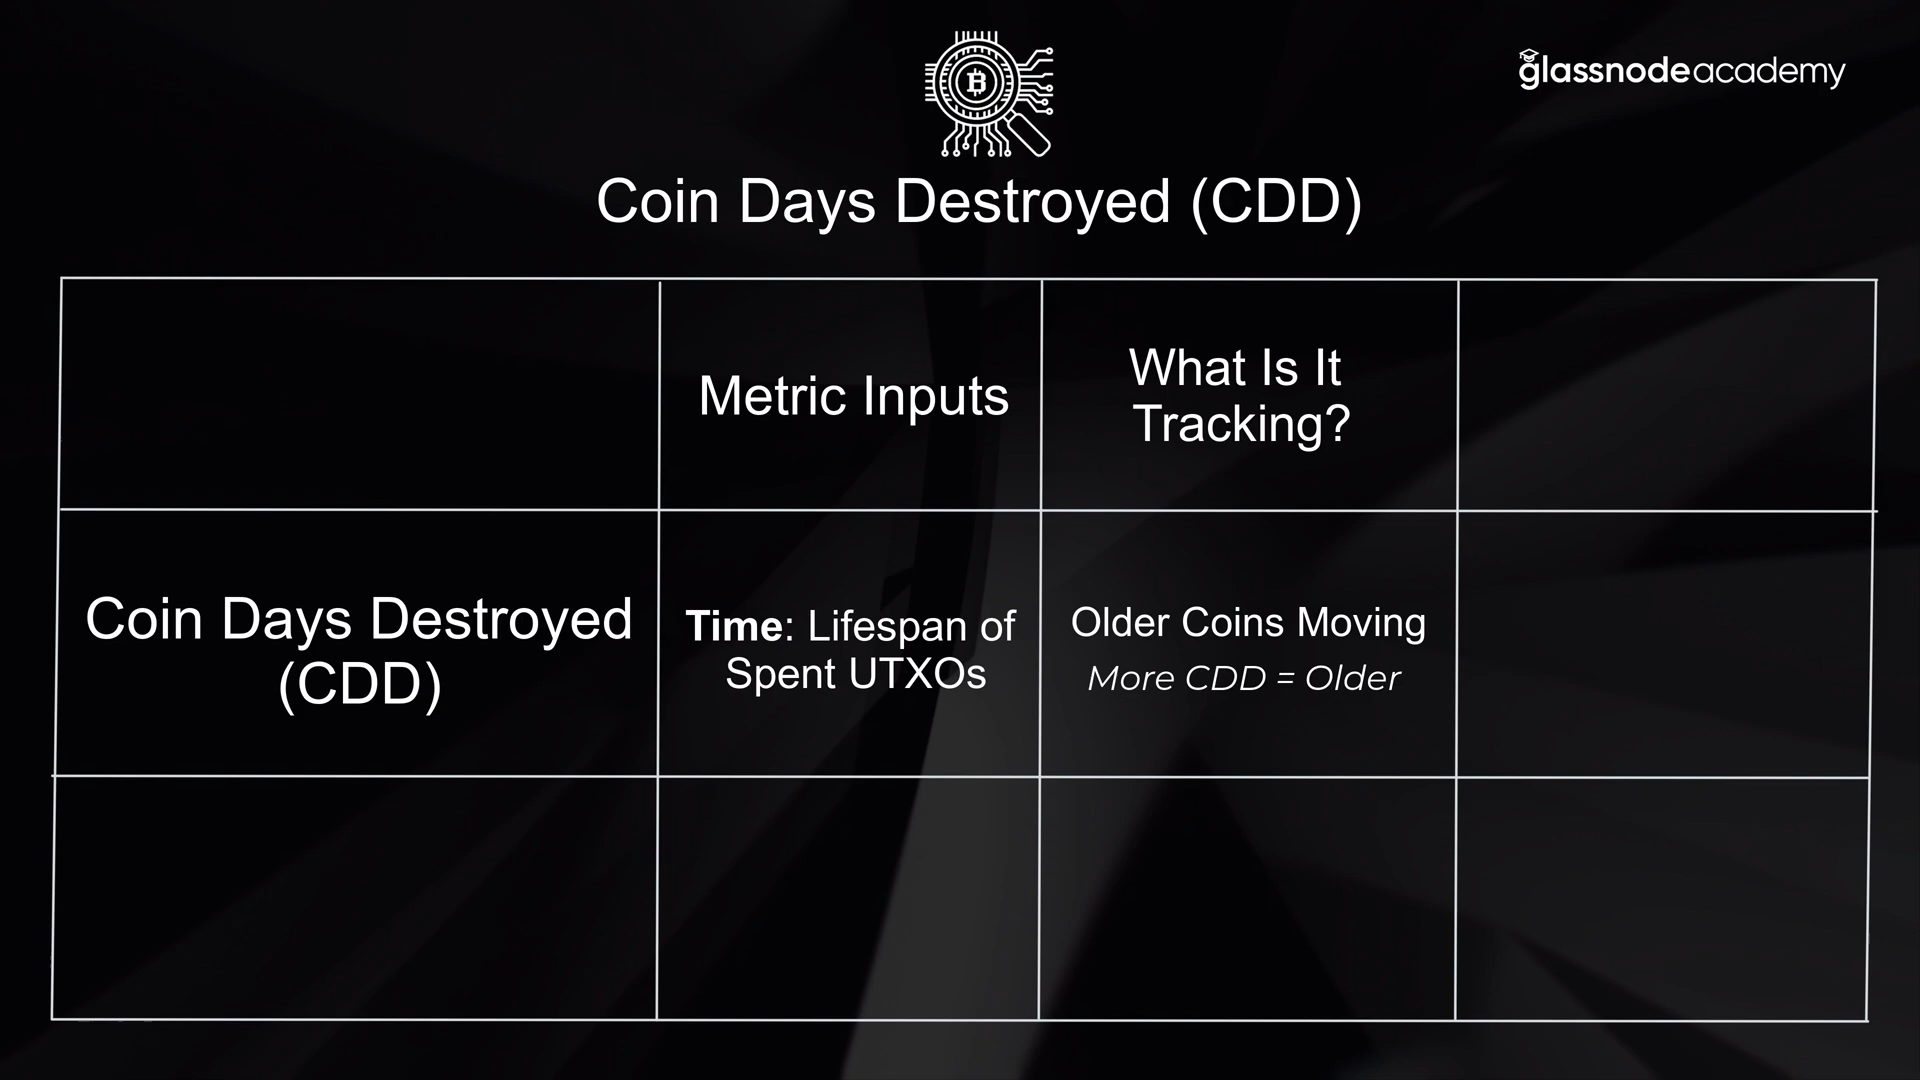 glassnodeacademy
Coin Days Destroyed (CDD)
Metric Inputs
What Is It
Tracking?
Coin Days Destroyed
(CDD)
Time: Lifespan of
Spent UTXOs
Older Coins Moving
More CDD = Older